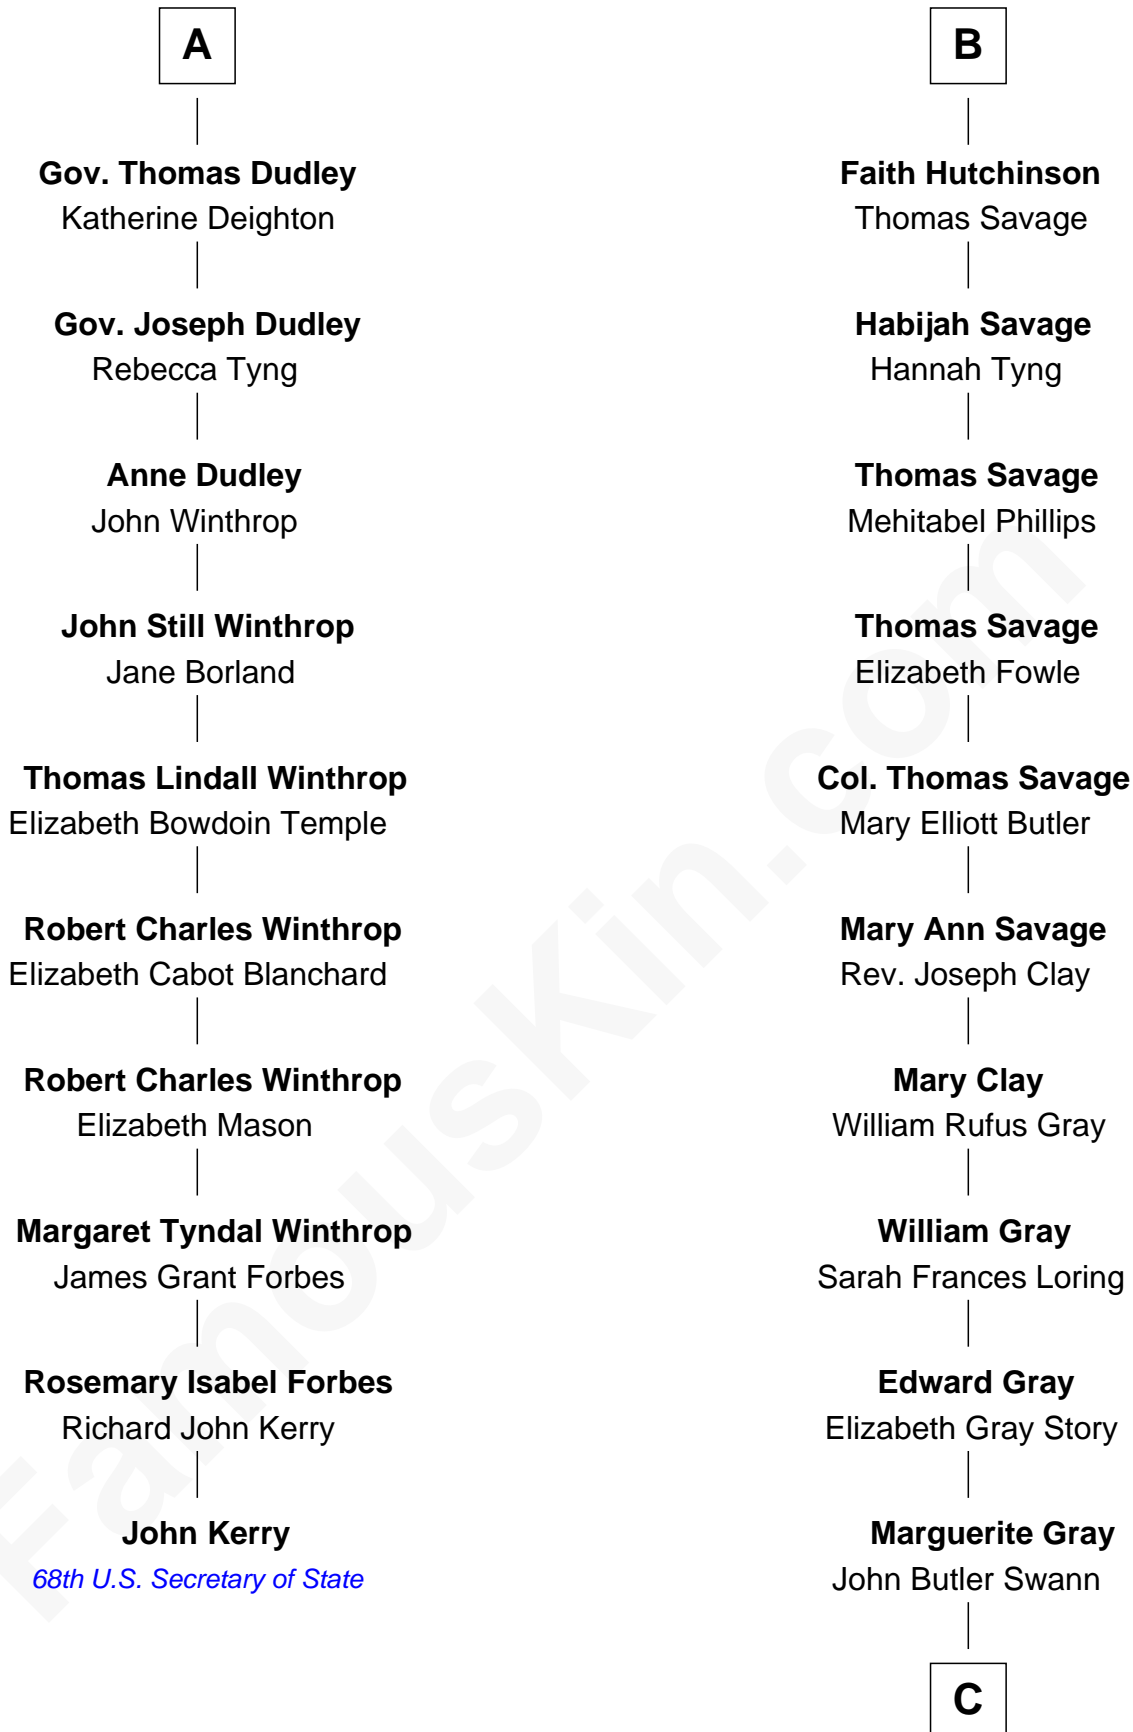 A
Gov. Thomas Dudley
Katherine Deighton
Gov. Joseph Dudley
Rebecca Tyng
Anne Dudley
John Winthrop
John Still Winthrop
Jane Borland
Thomas Lindall Winthrop
Elizabeth Bowdoin Temple
Robert Charles Winthrop
Elizabeth Cabot Blanchard
Robert Charles Winthrop
Elizabeth Mason
Margaret Tyndal Winthrop
James Grant Forbes
Rosemary Isabel Forbes
Richard John Kerry
John Kerry
68th U.S. Secretary of State
B
Faith Hutchinson
Thomas Savage
Habijah Savage
Hannah Tyng
Thomas Savage
Mehitabel Phillips
Thomas Savage
Elizabeth Fowle
Col. Thomas Savage
Mary Elliott Butler
Mary Ann Savage
Rev. Joseph Clay
Mary Clay
William Rufus Gray
William Gray
Sarah Frances Loring
Edward Gray
Elizabeth Gray Story
Marguerite Gray
John Butler Swann
C
FamousKin.com